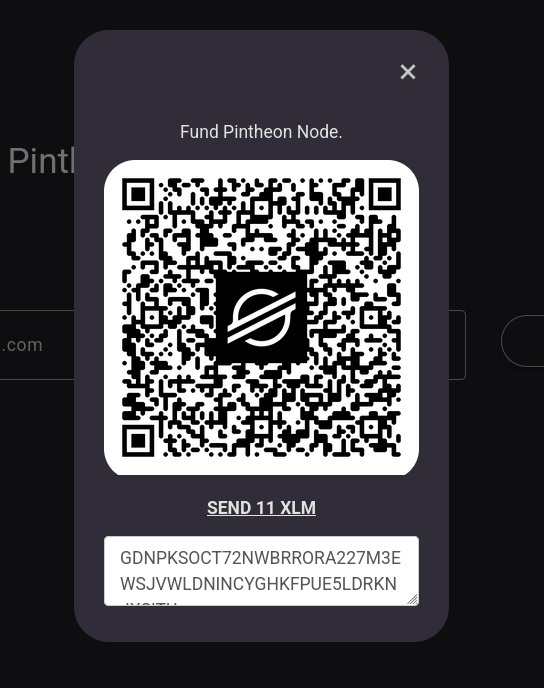 ×
Fund Pintheon Node.
Pintl
.com
SEND 11 XLM
GDNPKSOCT72NWBRRORA227M3E
WSJVWLDNINCYGHKFPUE5LDRKN